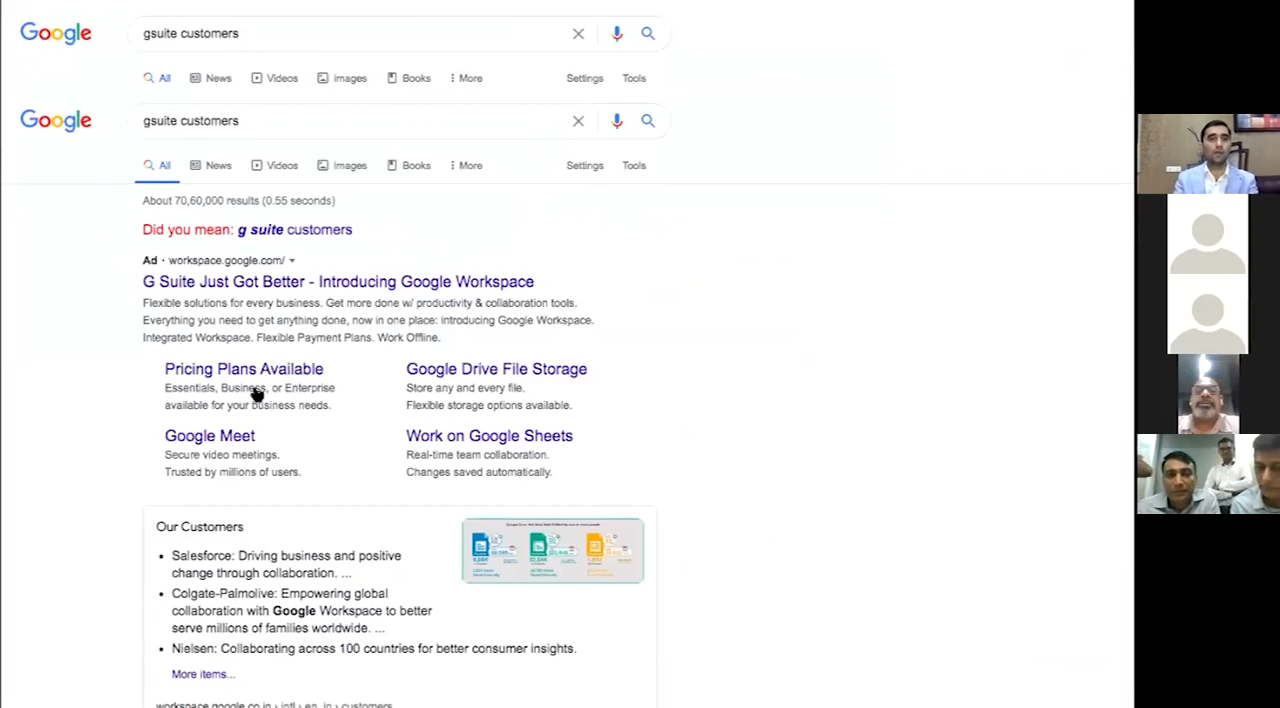 Google gsuite customers
All News Videos Images Books More Settings Tools
Google gsuite customers
All News Videos Images Books More Settings Tools
About 70,60,000 results (0.55 seconds)
Did you mean: g suite customers
Ad · workspace.google.com/
G Suite Just Got Better - Introducing Google Workspace
Flexible solutions for every business. Get more done w/ productivity & collaboration tools.
Everything you need to get anything done, now in one place: introducing Google Workspace.
Integrated Workspace. Flexible Payment Plans. Work Offline.
Pricing Plans Available
Essentials, Business, or Enterprise
available for your business needs.
Google Drive File Storage
Store any and every file.
Flexible storage options available.
Google Meet
Secure video meetings.
Trusted by millions of users.
Work on Google Sheets
Real-time team collaboration.
Changes saved automatically.
Our Customers
• Salesforce: Driving business and positive
change through collaboration. ...
• Colgate-Palmolive: Empowering global
collaboration with Google Workspace to better
serve millions of families worldwide. ...
• Nielsen: Collaborating across 100 countries for better consumer insights.
More items...
workspace.google.co.in › intl › en_in › customers